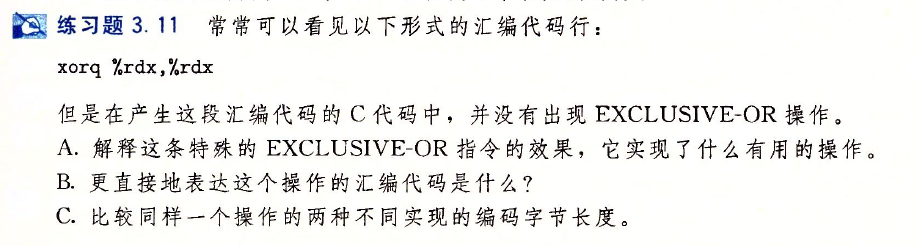 练习题 3.11 常常可以看见以下形式的汇编代码行：
xorq %rdx,%rdx
但是在产生这段汇编代码的 C 代码中，并没有出现 EXCLUSIVE-OR 操作。
A. 解释这条特殊的 EXCLUSIVE-OR 指令的效果，它实现了什么有用的操作。
B. 更直接地表达这个操作的汇编代码是什么？
C. 比较同样一个操作的两种不同实现的编码字节长度。